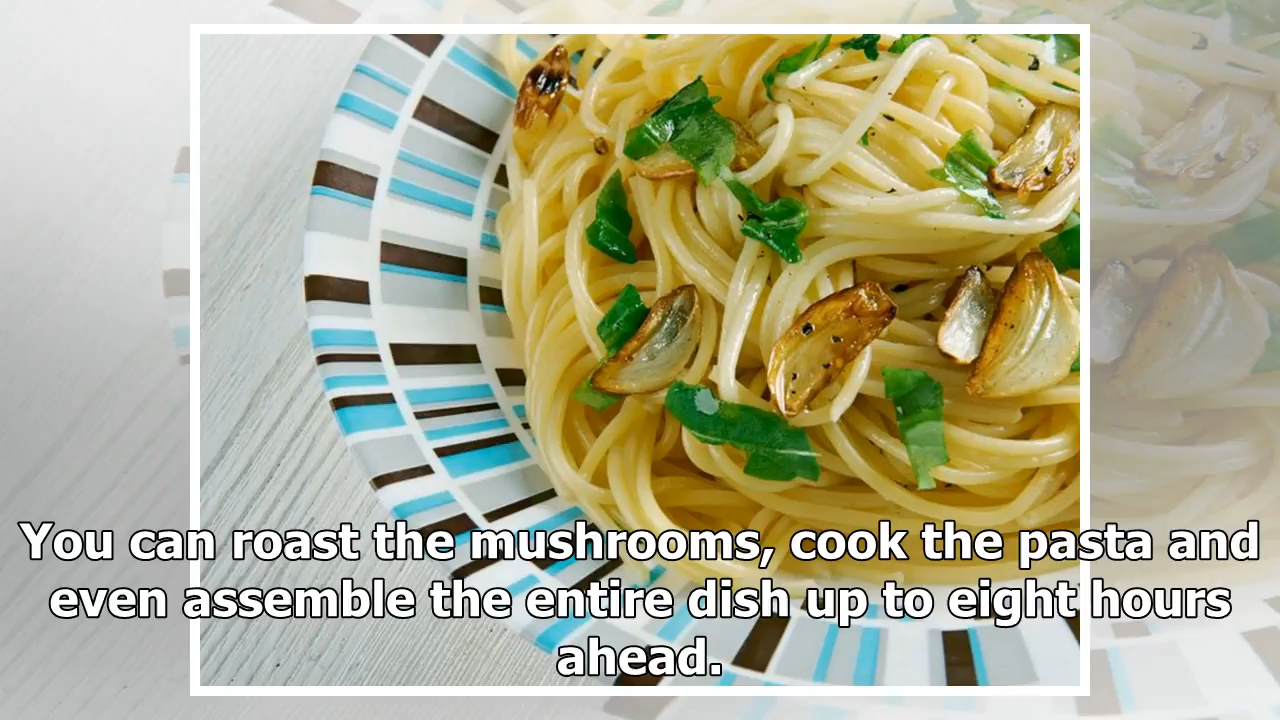 You can roast the mushrooms, cook the pasta and
even assemble the entire dish up to eight hours
ahead.